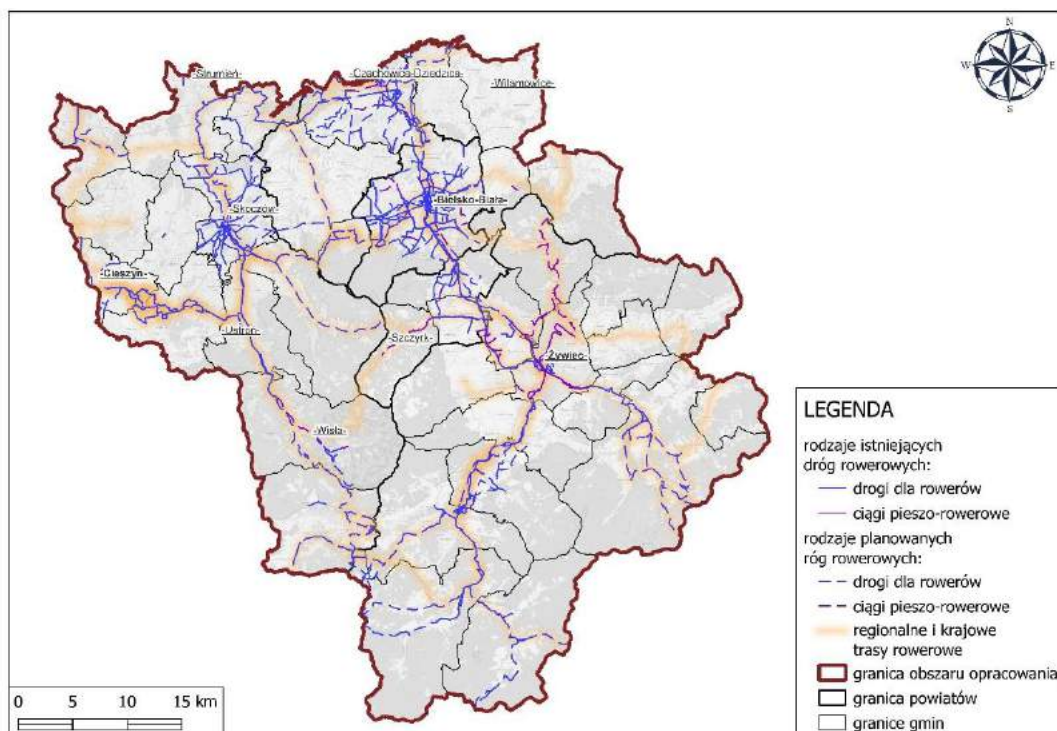 N
W E
S
-Strumień-
-Czechowice-Dziedzice-
-Wilamowice-
-Bielsko-Biała-
-Skoczów-
-Cieszyn-
-Ustroń-
-Szczyrk-
-Żywiec-
-Wisła-
LEGENDA
rodzaje istniejących
dróg rowerowych:
drogi dla rowerów
ciągi pieszo-rowerowe
rodzaje planowanych
róg rowerowych:
drogi dla rowerów
ciągi pieszo-rowerowe
regionalne i krajowe
trasy rowerowe
granica obszaru opracowania
granica powiatów
granice gmin
0 5 10 15 km